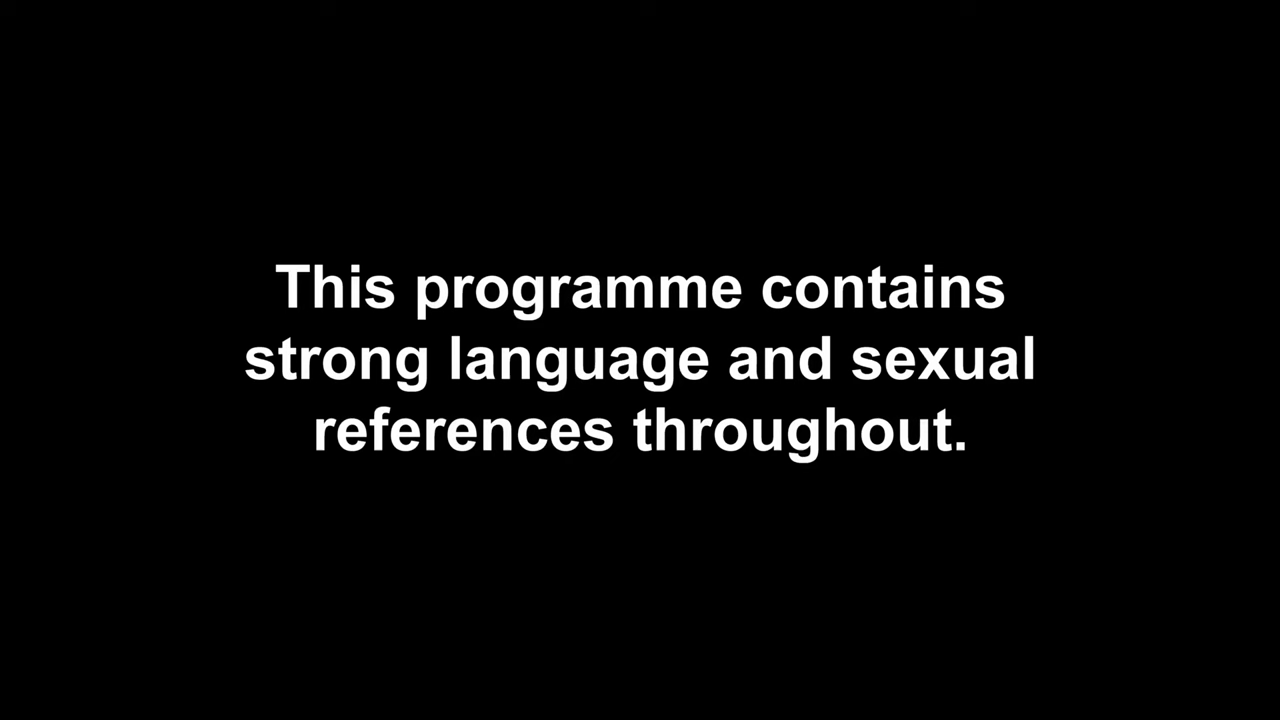 This programme contains
strong language and sexual
references throughout.